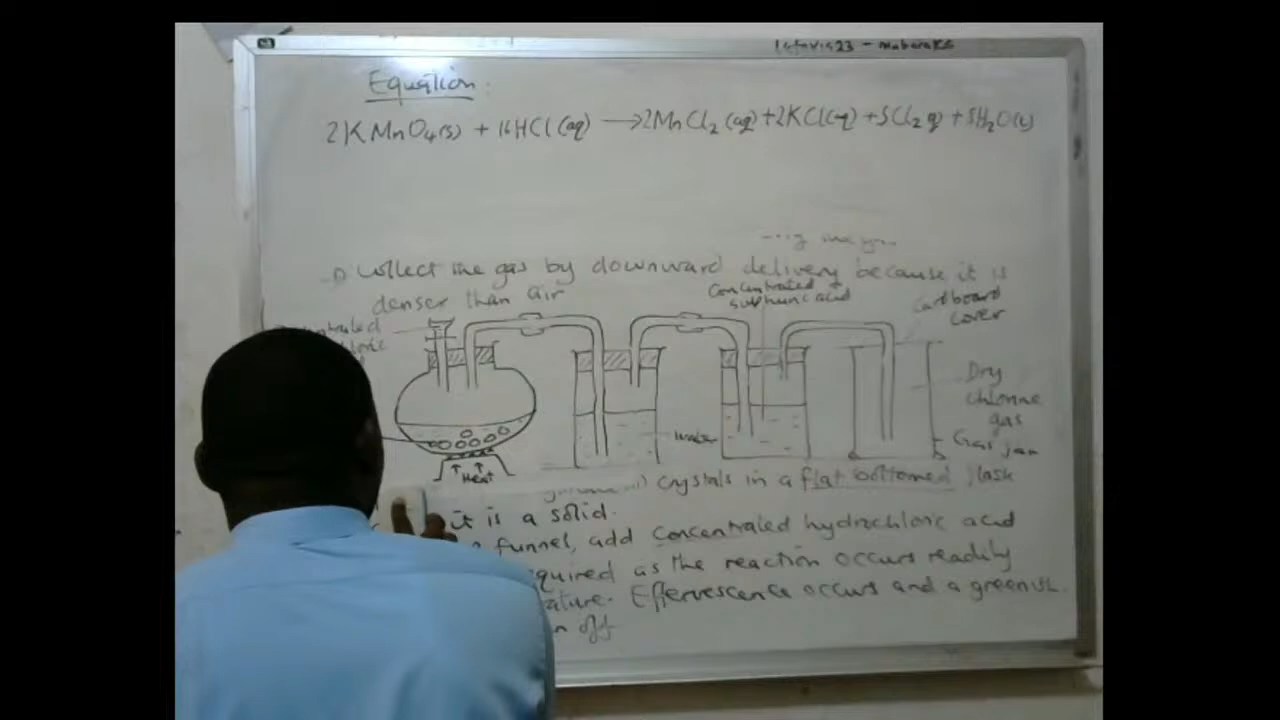 Equation
2KMnO4(s) + 16HCl(aq) → 2MnCl2(aq) + 2KCl(aq) + 5Cl2 g) + 8H2O(l)
Collect the gas by downward delivery because it is
denser than air
concentrated
sulphuric acid
Cardboard
cover
Dry
chlorine
gas
Gas jar
water
Heat
crystals in a flat bottomed flask
it is a solid.
funnel, add concentrated hydrochloric acid
quired as the reaction occurs readily
ature. Effervescence occurs and a greenish
off